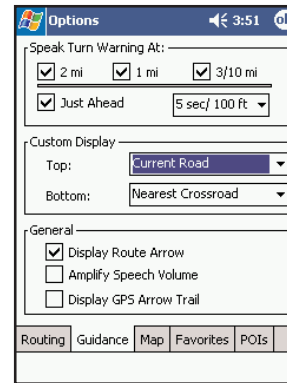 Options 3:51 ok
Speak Turn Warning At:
2 mi 1 mi 3/10 mi
Just Ahead 5 sec/ 100 ft
Custom Display
Top: Current Road
Bottom: Nearest Crossroad
General
Display Route Arrow
Amplify Speech Volume
Display GPS Arrow Trail
Routing Guidance Map Favorites POIs